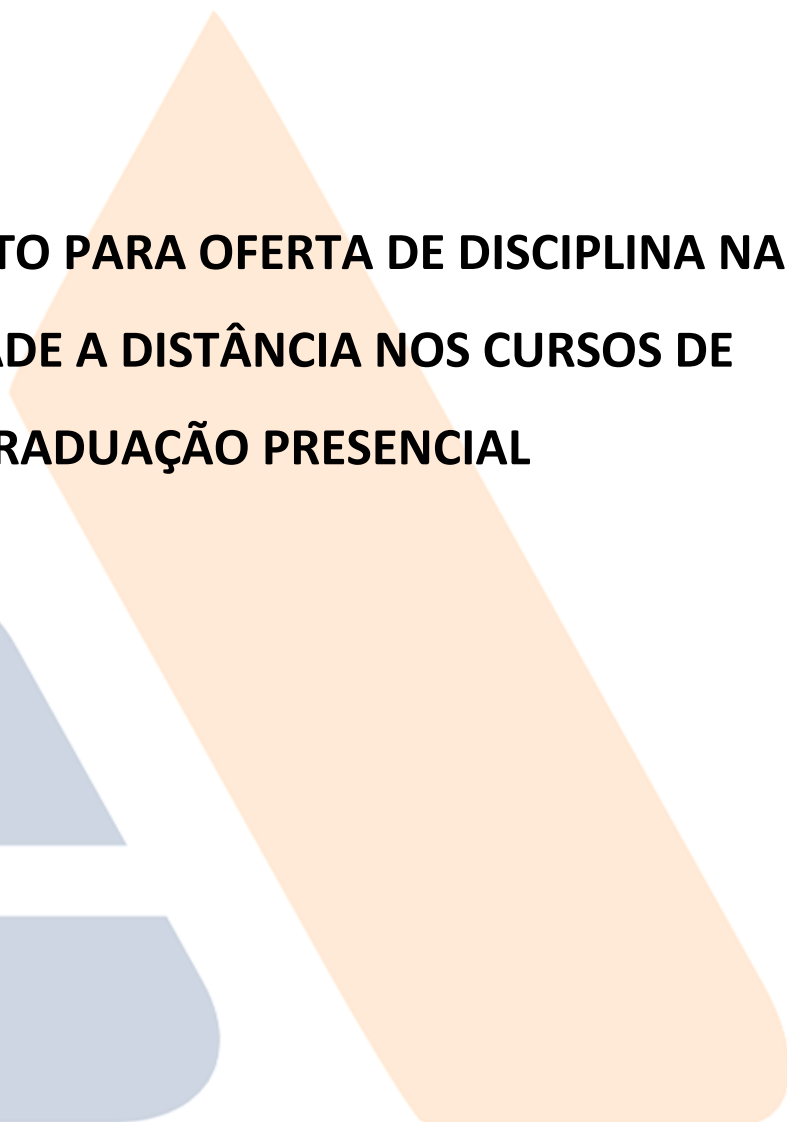 TO PARA OFERTA DE DISCIPLINA NA
ADE A DISTÂNCIA NOS CURSOS DE
RADUAÇÃO PRESENCIAL